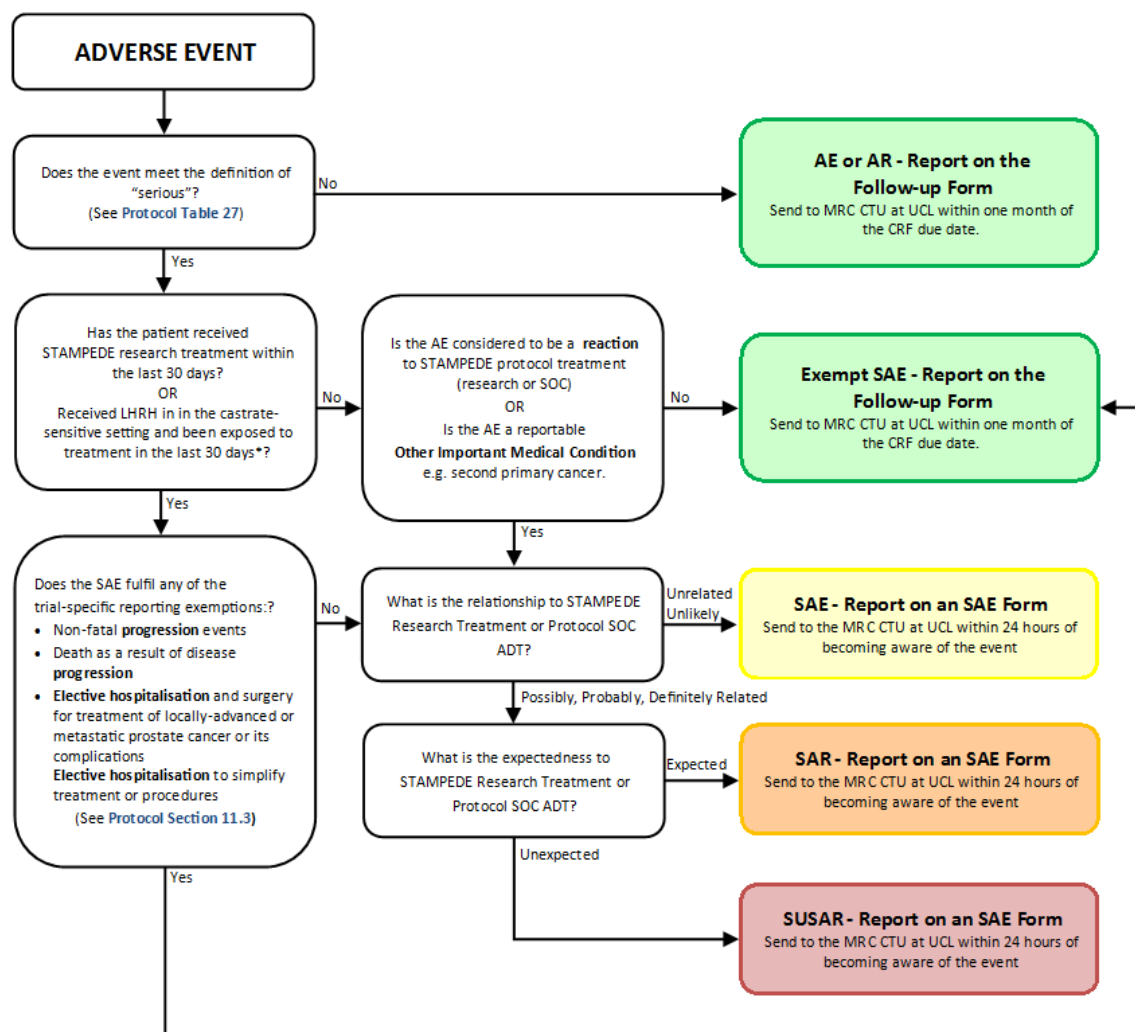 ADVERSE EVENT
Does the event meet the definition of
“serious”?
(See Protocol Table 27)
No
AE or AR - Report on the
Follow-up Form
Send to MRC CTU at UCL within one month of
the CRF due date.
Yes
Has the patient received
STAMPEDE research treatment within
the last 30 days?
OR
Received LHRH in in the castrate-
sensitive setting and been exposed to
treatment in the last 30 days*?
No
Is the AE considered to be a reaction
to STAMPEDE protocol treatment
(research or SOC)
OR
Is the AE a reportable
Other Important Medical Condition
e.g. second primary cancer.
No
Exempt SAE - Report on the
Follow-up Form
Send to MRC CTU at UCL within one month of
the CRF due date.
Yes
Yes
Does the SAE fulfil any of the
trial-specific reporting exemptions:?
• Non-fatal progression events
• Death as a result of disease
progression
• Elective hospitalisation and surgery
for treatment of locally-advanced or
metastatic prostate cancer or its
complications
Elective hospitalisation to simplify
treatment or procedures
(See Protocol Section 11.3)
No
What is the relationship to STAMPEDE
Research Treatment or Protocol SOC
ADT?
Unrelated
Unlikely
SAE - Report on an SAE Form
Send to the MRC CTU at UCL within 24 hours of
becoming aware of the event
Possibly, Probably, Definitely Related
What is the expectedness to
STAMPEDE Research Treatment or
Protocol SOC ADT?
Expected
SAR - Report on an SAE Form
Send to the MRC CTU at UCL within 24 hours of
becoming aware of the event
Unexpected
Yes
SUSAR - Report on an SAE Form
Send to the MRC CTU at UCL within 24 hours of
becoming aware of the event